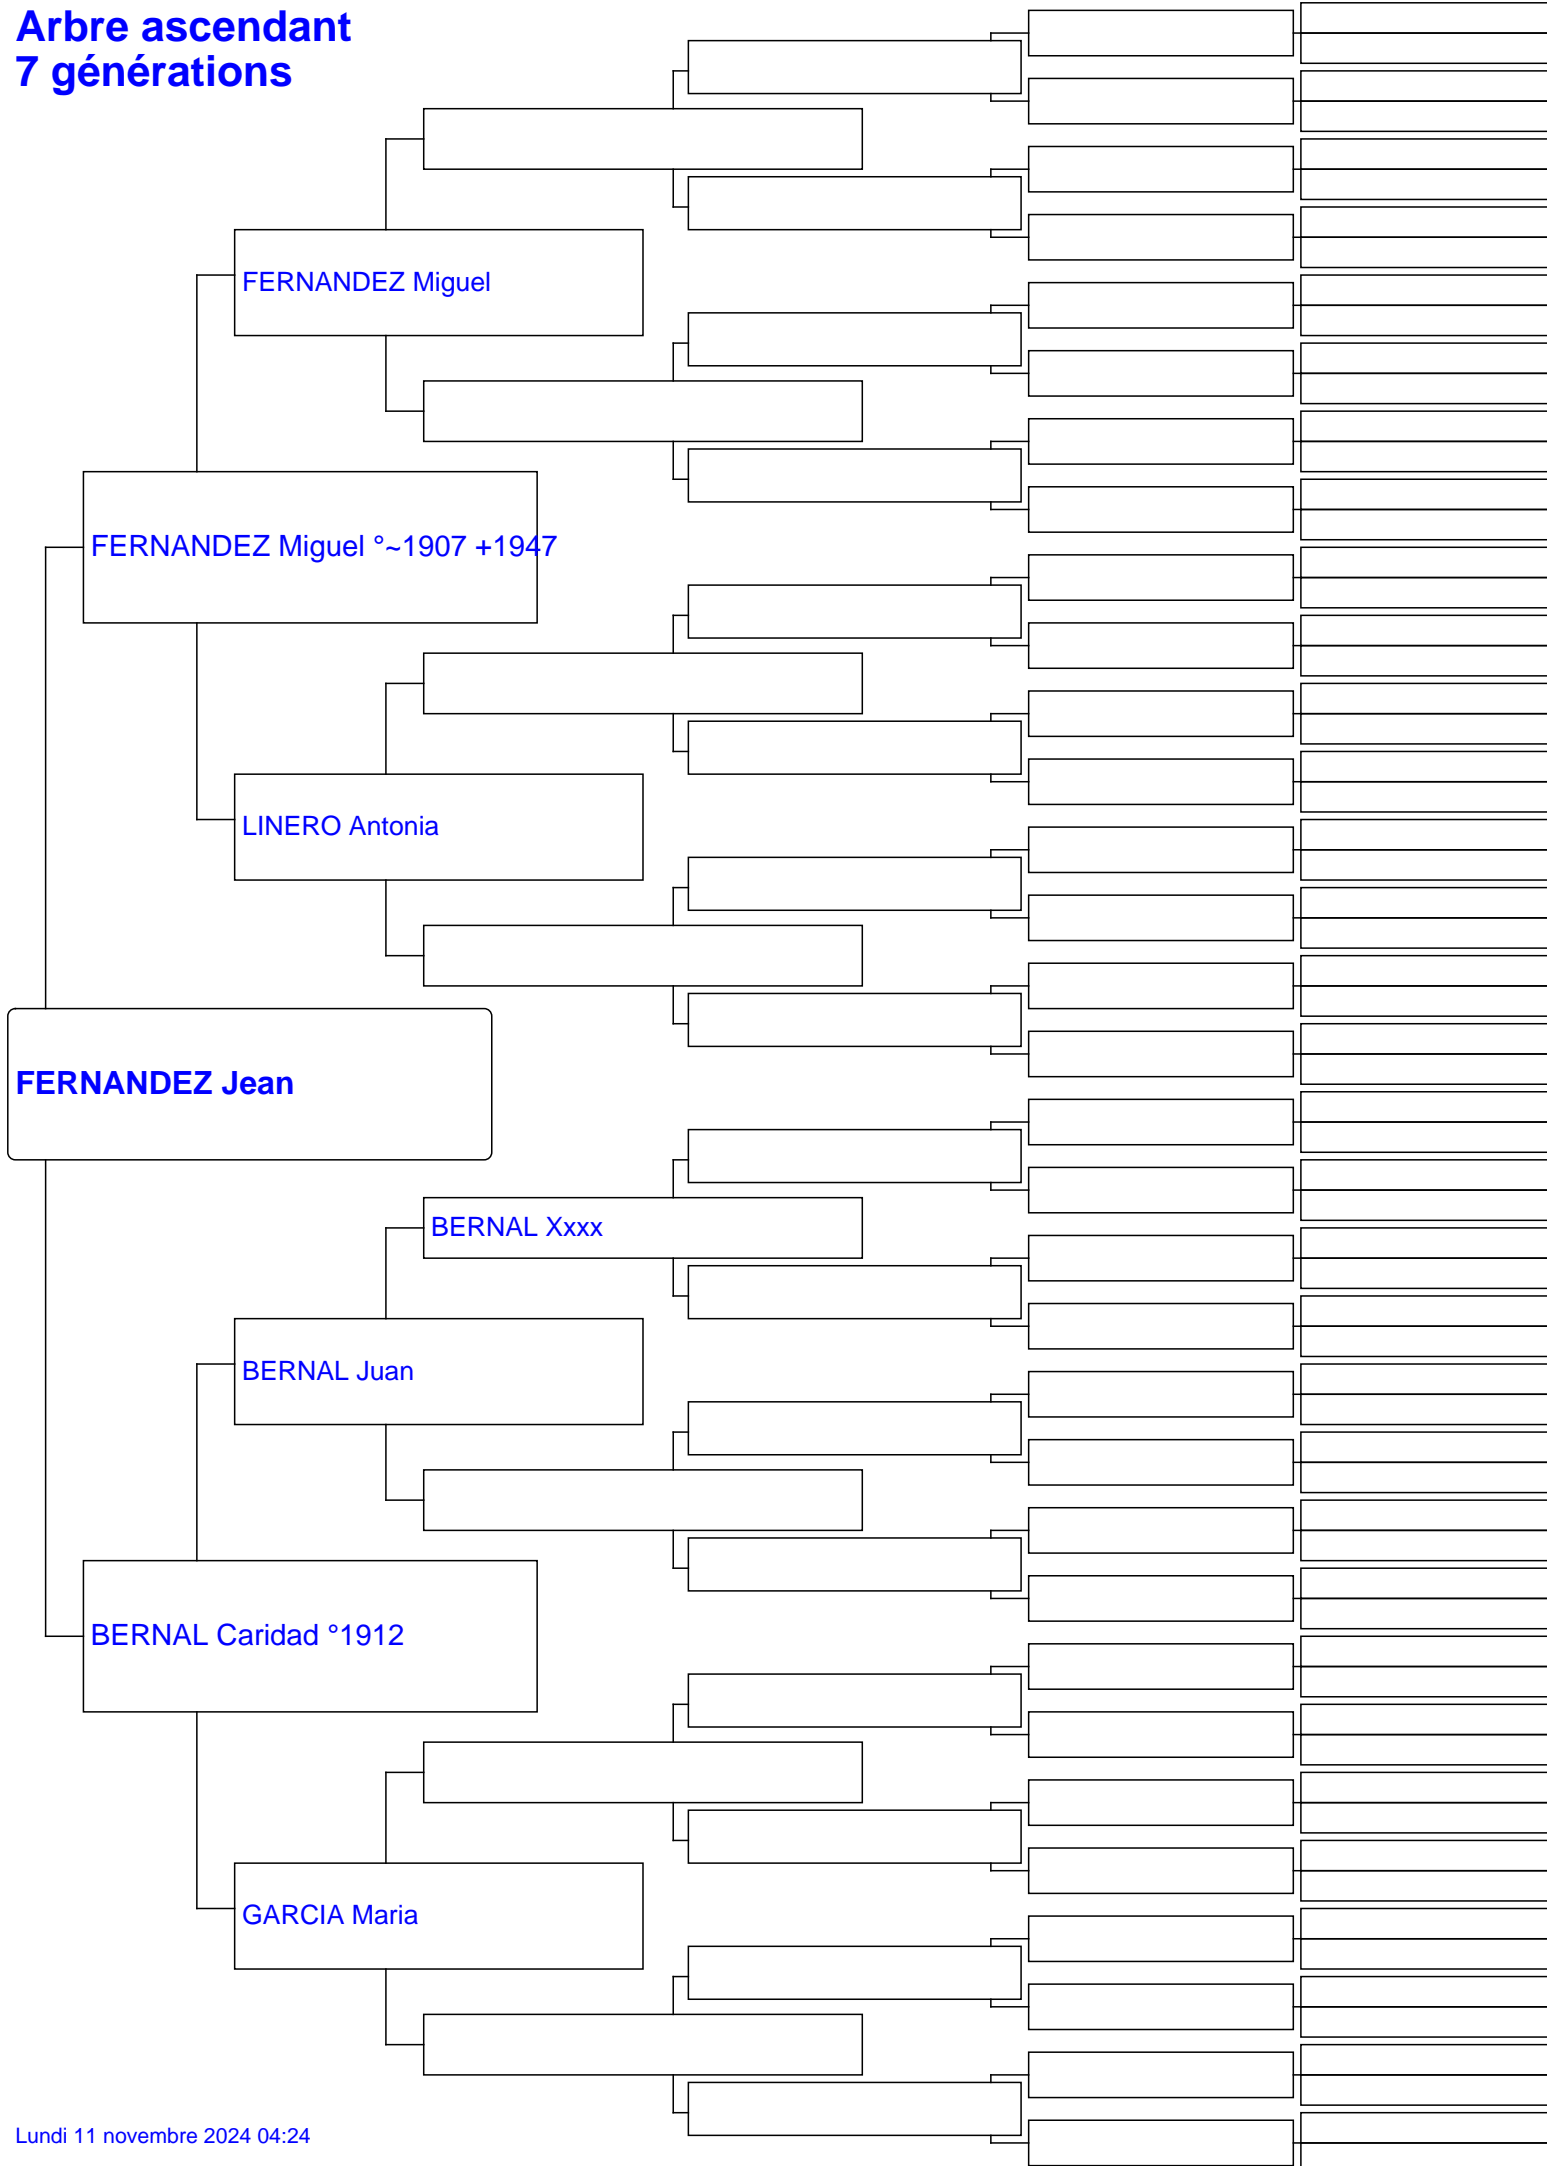 Arbre ascendant
7 générations
FERNANDEZ Miguel
FERNANDEZ Miguel °~1907 +1947
LINERO Antonia
FERNANDEZ Jean
BERNAL Xxxx
BERNAL Juan
BERNAL Caridad °1912
GARCIA Maria
Lundi 11 novembre 2024 04:24